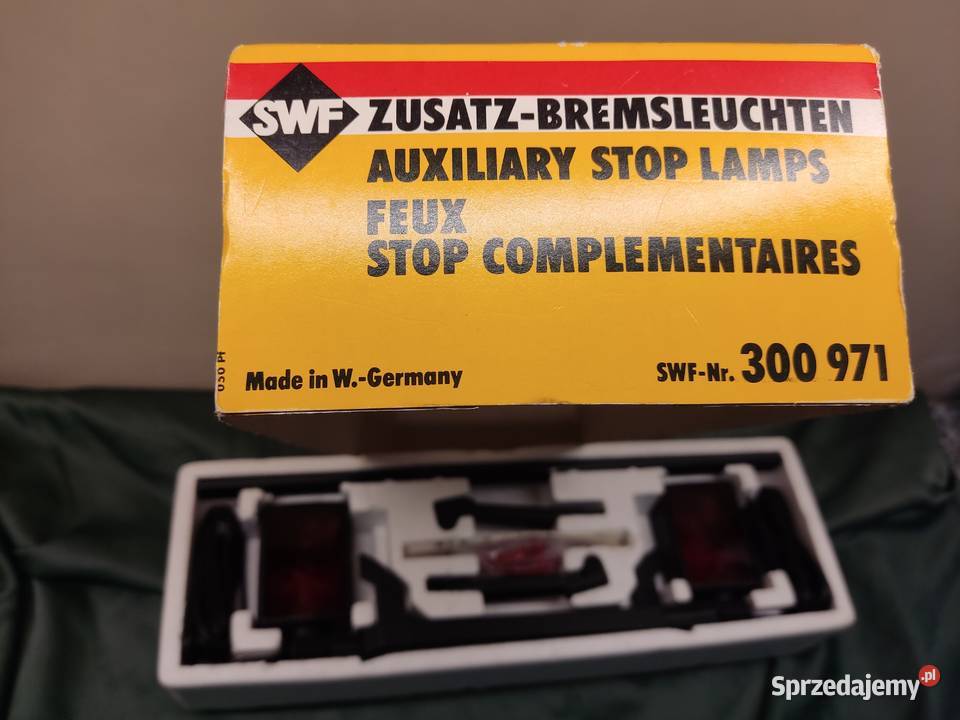 SWF ZUSATZ-BREMSLEUCHTEN
AUXILIARY STOP LAMPS
FEUX
STOP COMPLEMENTAIRES
Made in W.-Germany
SWF-Nr. 300 971
Sprzedajemy.pl